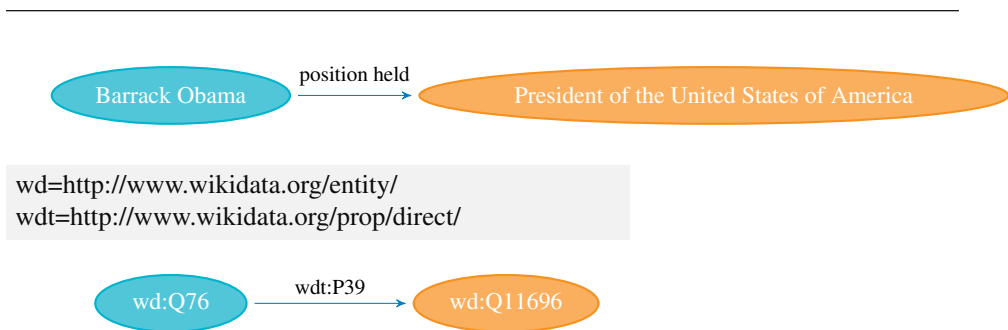 position held
Barrack Obama President of the United States of America
wd=http://www.wikidata.org/entity/
wdt=http://www.wikidata.org/prop/direct/
wdt:P39
wd:Q76 wd:Q11696